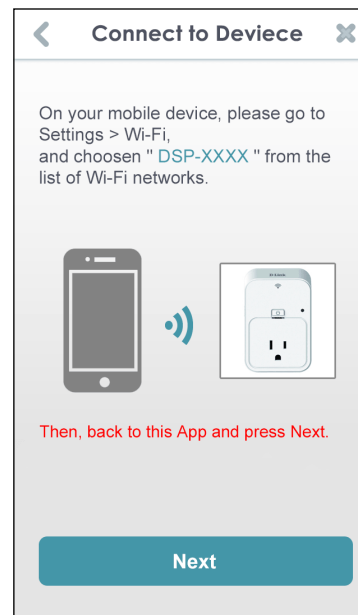 Connect to Deviece
On your mobile device, please go to
Settings > Wi-Fi,
and choosen " DSP-XXXX " from the
list of Wi-Fi networks.
D-Link
Then, back to this App and press Next.
Next